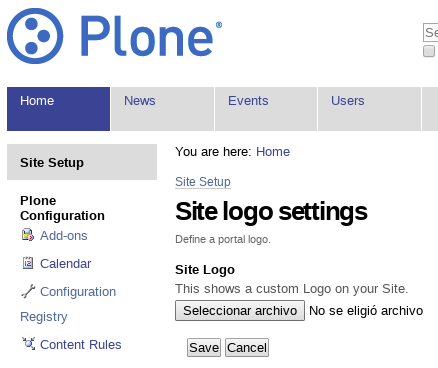 Plone®
Se
Home
News
Events
Users
Site Setup
You are here: Home
Plone
Configuration
Add-ons
Calendar
Configuration
Registry
Content Rules
Site Setup
Site logo settings
Define a portal logo.
Site Logo
This shows a custom Logo on your Site.
Seleccionar archivo No se eligió archivo
Save Cancel